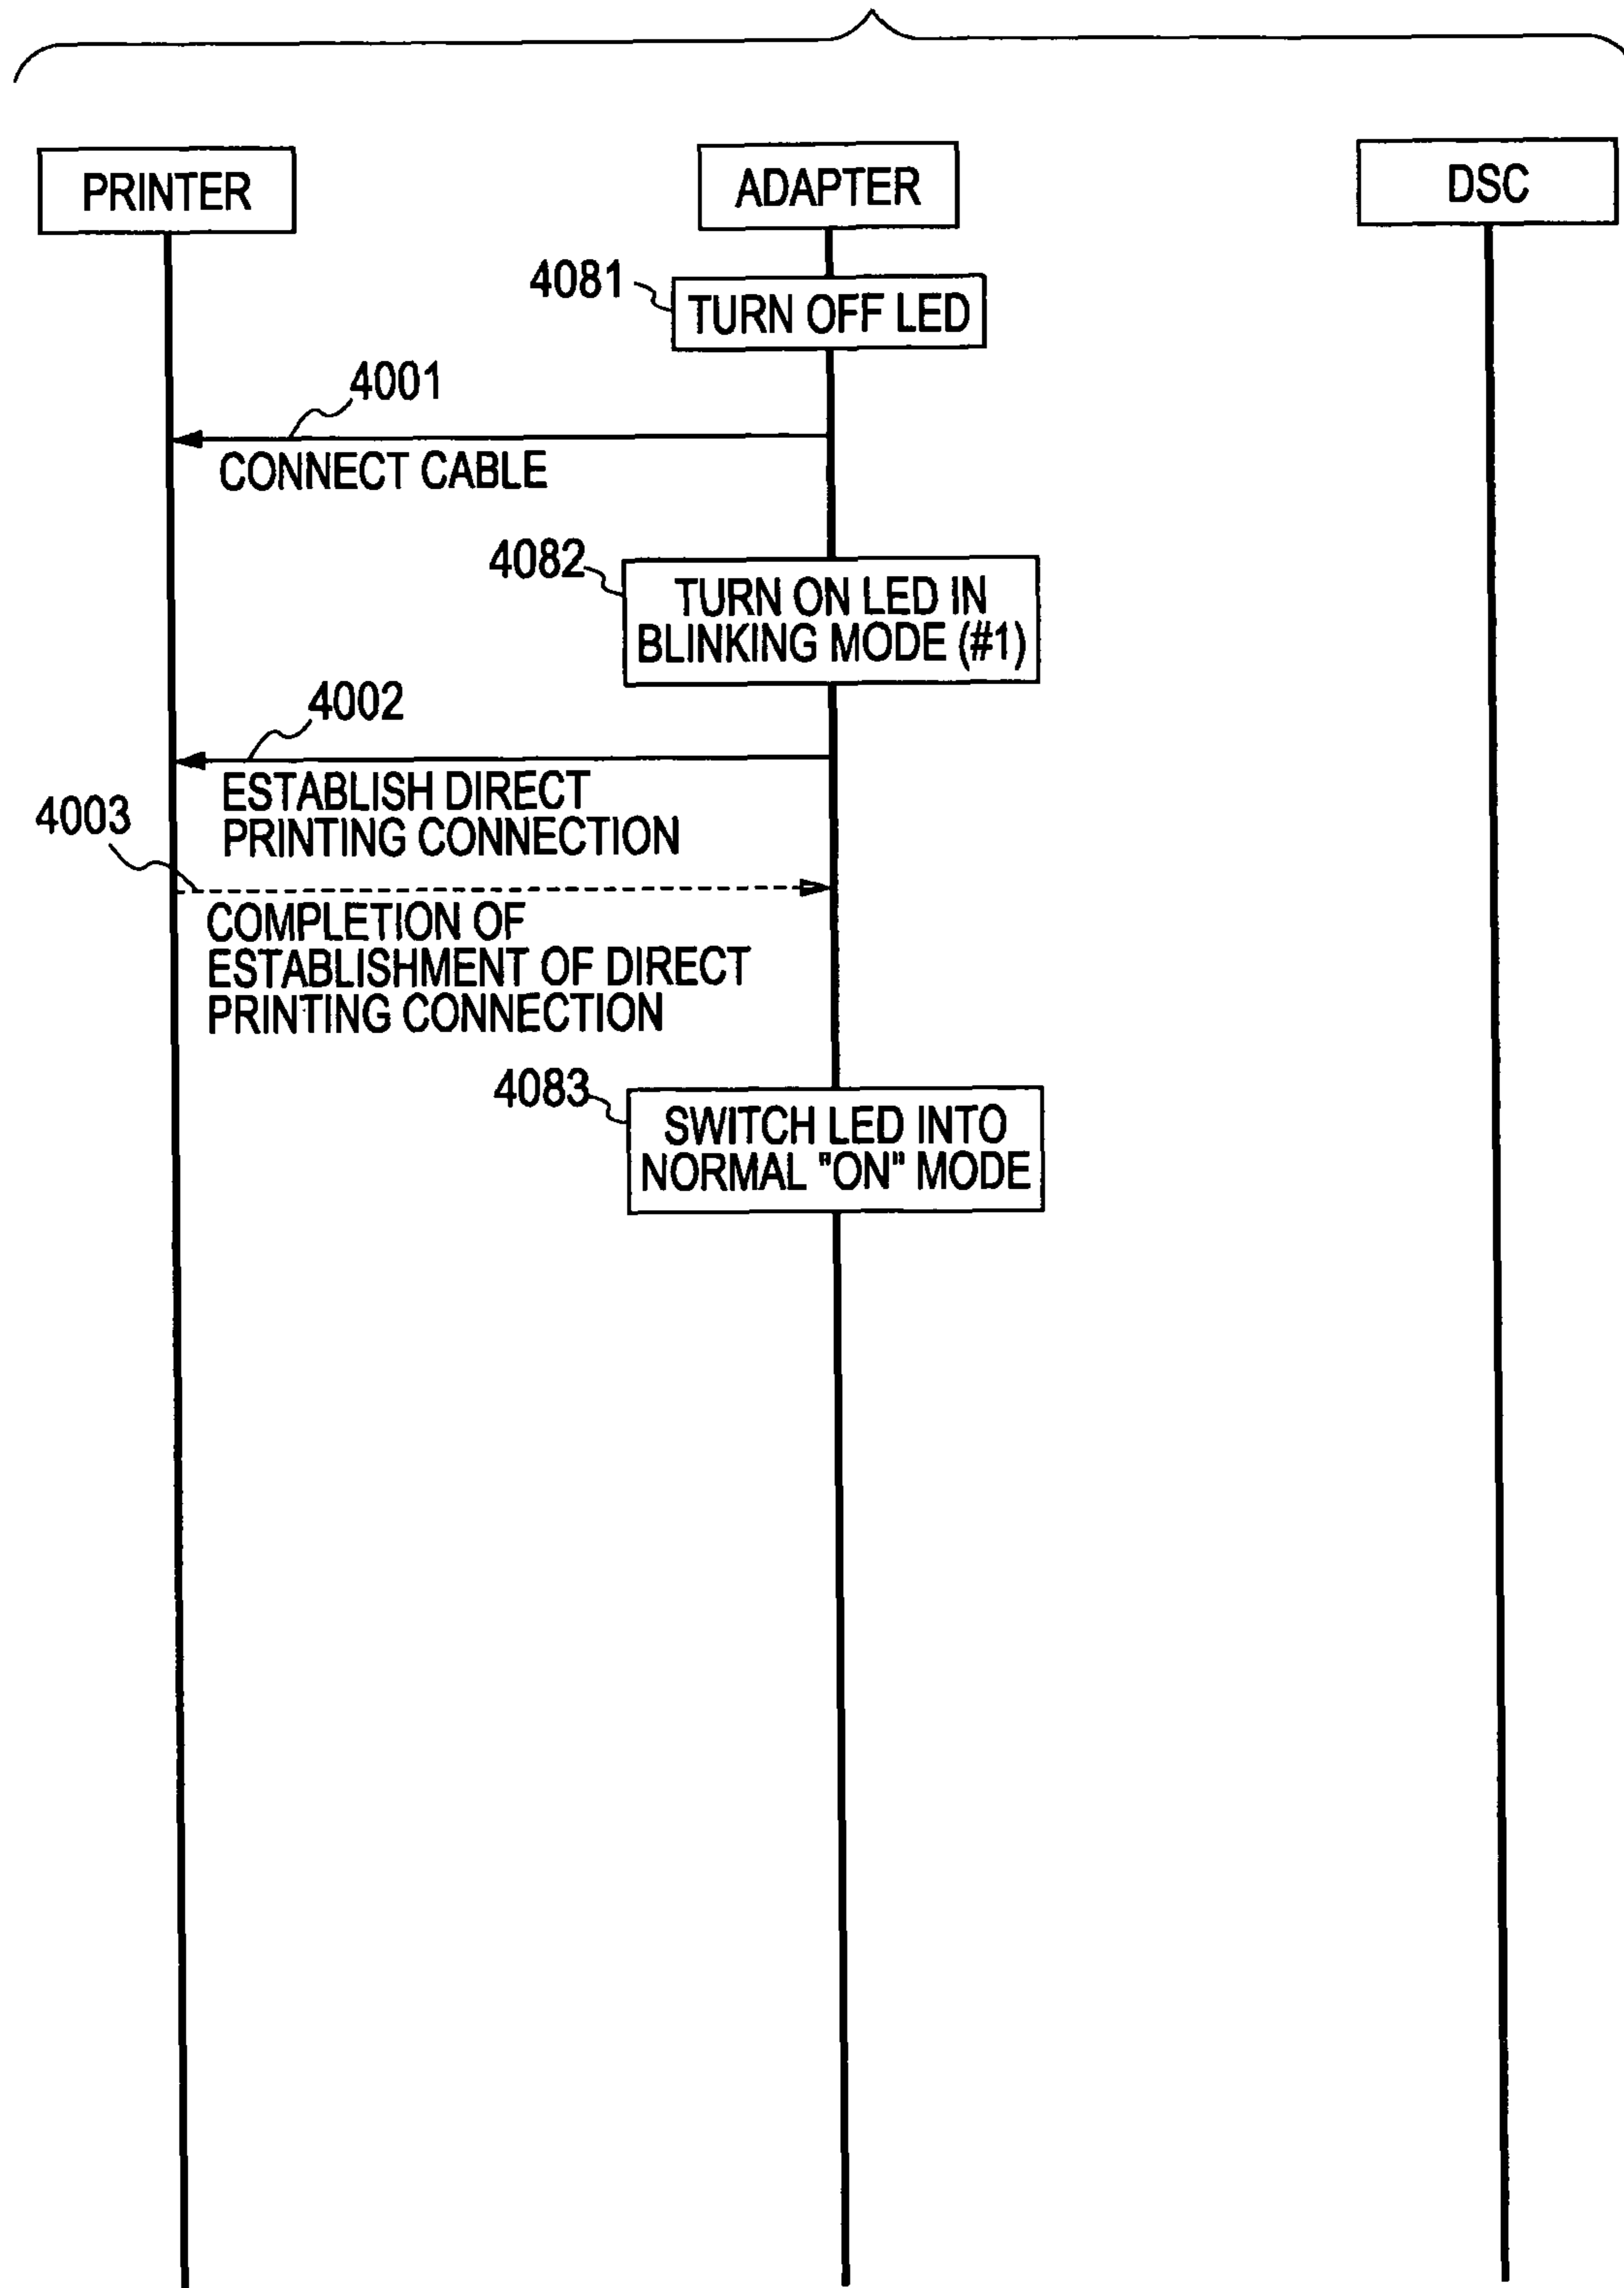 PRINTER
ADAPTER
DSC
4081
TURN OFF LED
4001
CONNECT CABLE
4082
TURN ON LED IN
BLINKING MODE (#1)
4002
ESTABLISH DIRECT
PRINTING CONNECTION
4003
COMPLETION OF
ESTABLISHMENT OF DIRECT
PRINTING CONNECTION
4083
SWITCH LED INTO
NORMAL "ON" MODE